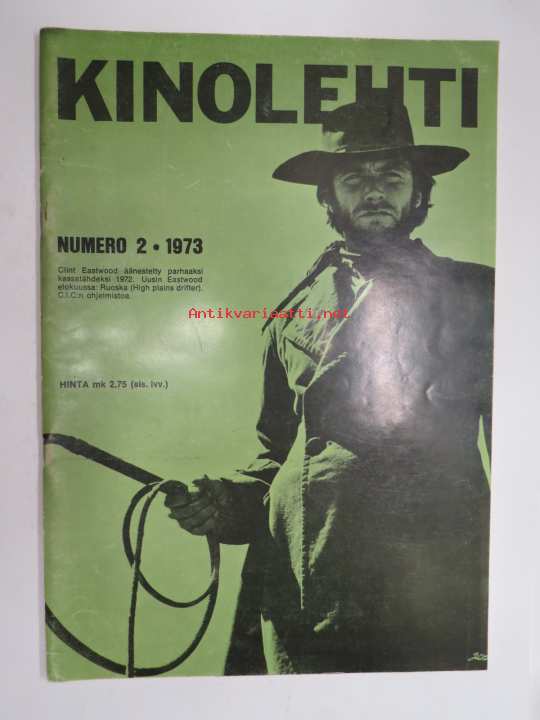 KINOLEHTI
NUMERO 2 • 1973
Clint Eastwood äänestetty parhaaksi
kassatähdeksi 1972. Uusin Eastwood
elokuussa: Ruoska (High plains drifter).
C.I.C:n ohjelmistoa.
Antikvariaatti.net
HINTA mk 2,75 (sis. lvv.)